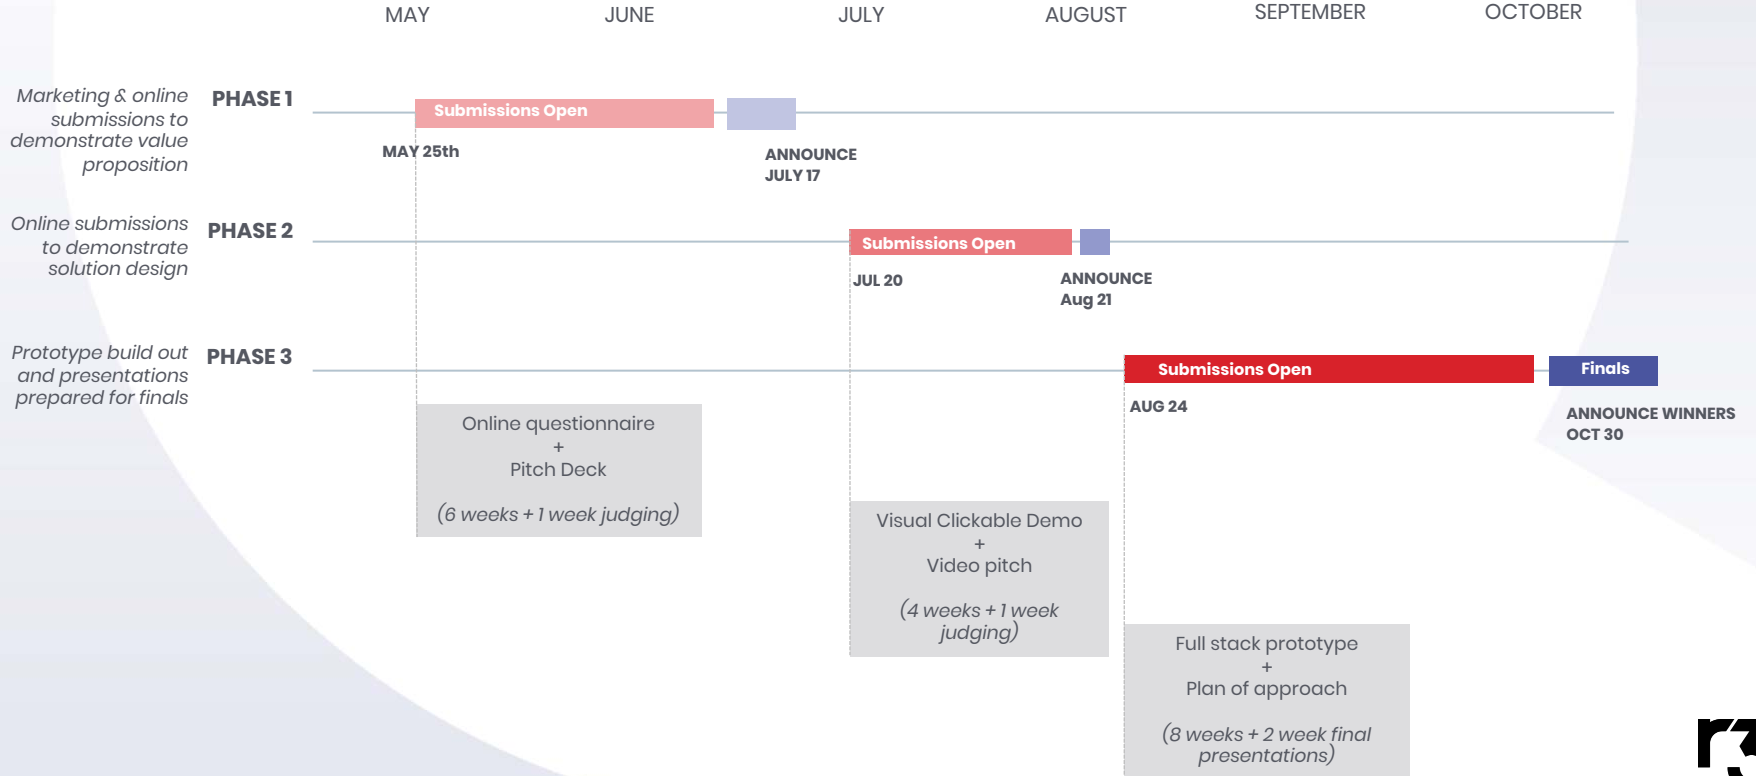 MAY
JUNE
JULY
AUGUST
SEPTEMBER
OCTOBER
Marketing & online
submissions to
demonstrate value
proposition
PHASE 1
Submissions Open
MAY 25th
ANNOUNCE
JULY 17
Online submissions
to demonstrate
solution design
PHASE 2
Submissions Open
JUL 20
ANNOUNCE
Aug 21
Prototype build out
and presentations
prepared for finals
PHASE 3
Submissions Open
Finals
AUG 24
ANNOUNCE WINNERS
OCT 30
Online questionnaire
+
Pitch Deck
(6 weeks + 1 week judging)
Visual Clickable Demo
+
Video pitch
(4 weeks + 1 week
judging)
Full stack prototype
+
Plan of approach
(8 weeks + 2 week final
presentations)
r3